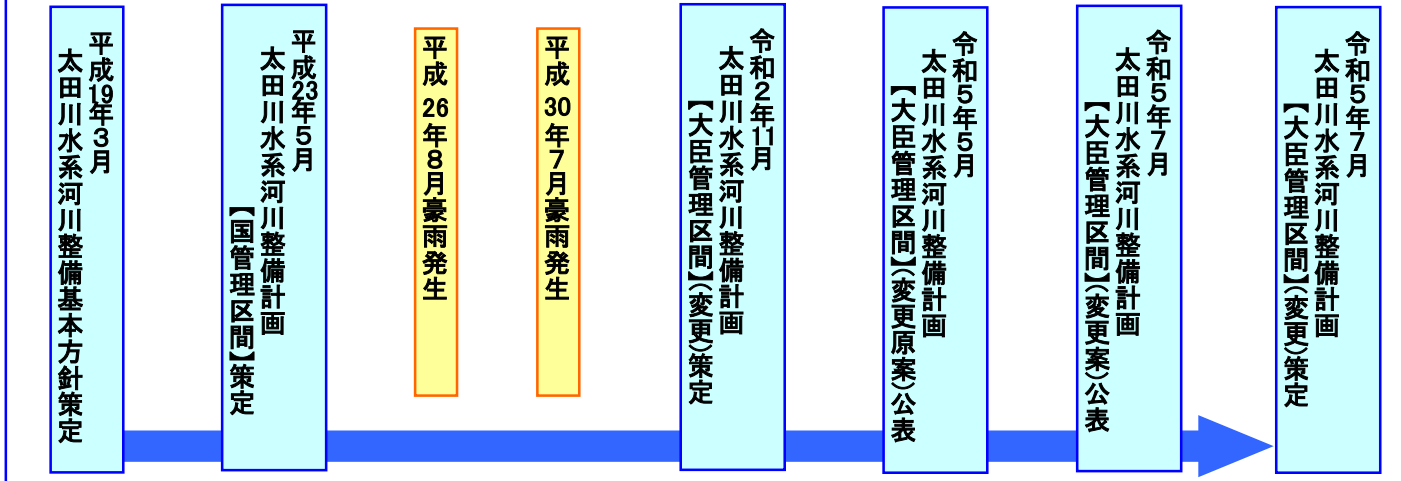 平成19年３月
太田川水系河川整備基本方針策定
平成23年５月
太田川水系河川整備計画
【国管理区間】策定
平成26年８月豪雨発生
平成30年７月豪雨発生
令和２年11月
太田川水系河川整備計画
【大臣管理区間】（変更）策定
令和５年５月
太田川水系河川整備計画
【大臣管理区間】（変更原案）公表
令和５年７月
太田川水系河川整備計画
【大臣管理区間】（変更案）公表
令和５年７月
太田川水系河川整備計画
【大臣管理区間】（変更）策定